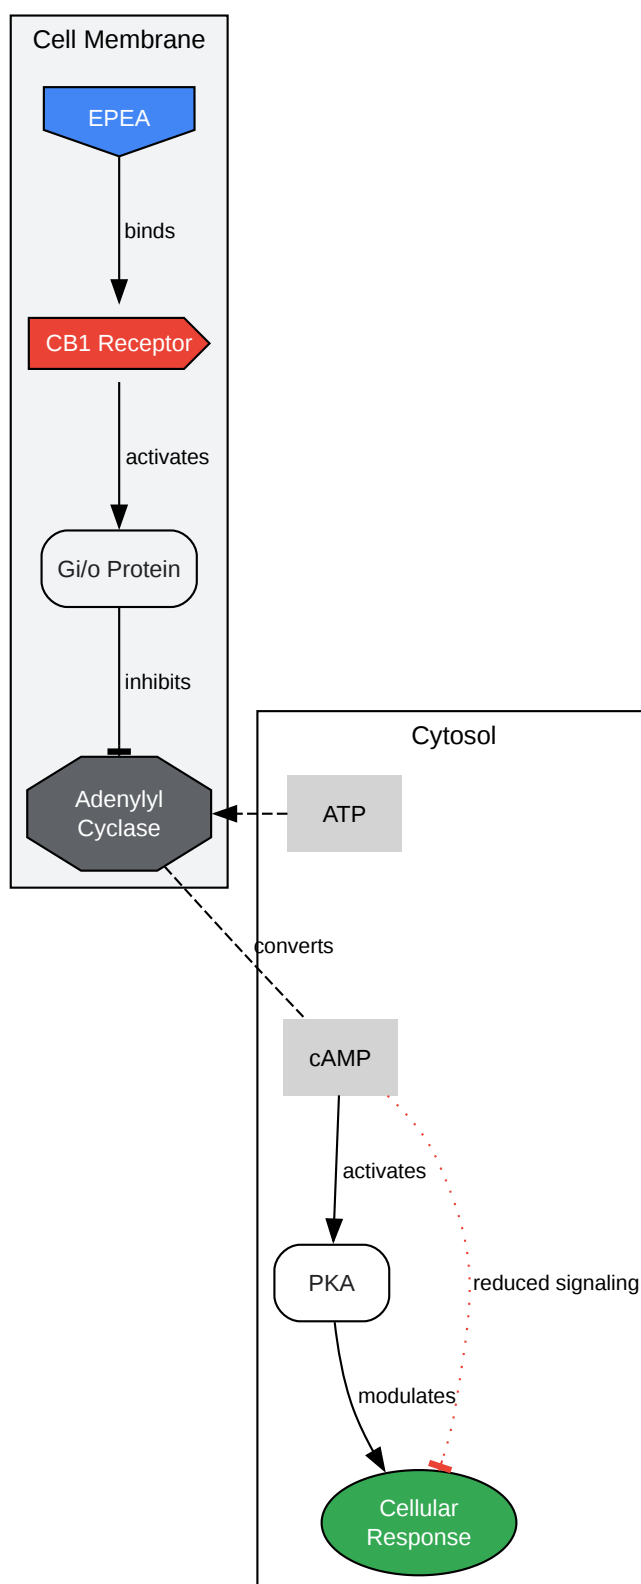 Cell Membrane
EPEA
binds
CB1 Receptor
activates
Gi/o Protein
inhibits
Adenylyl
Cyclase
Cytosol
ATP
converts
cAMP
activates
PKA
reduced signaling
modulates
Cellular
Response